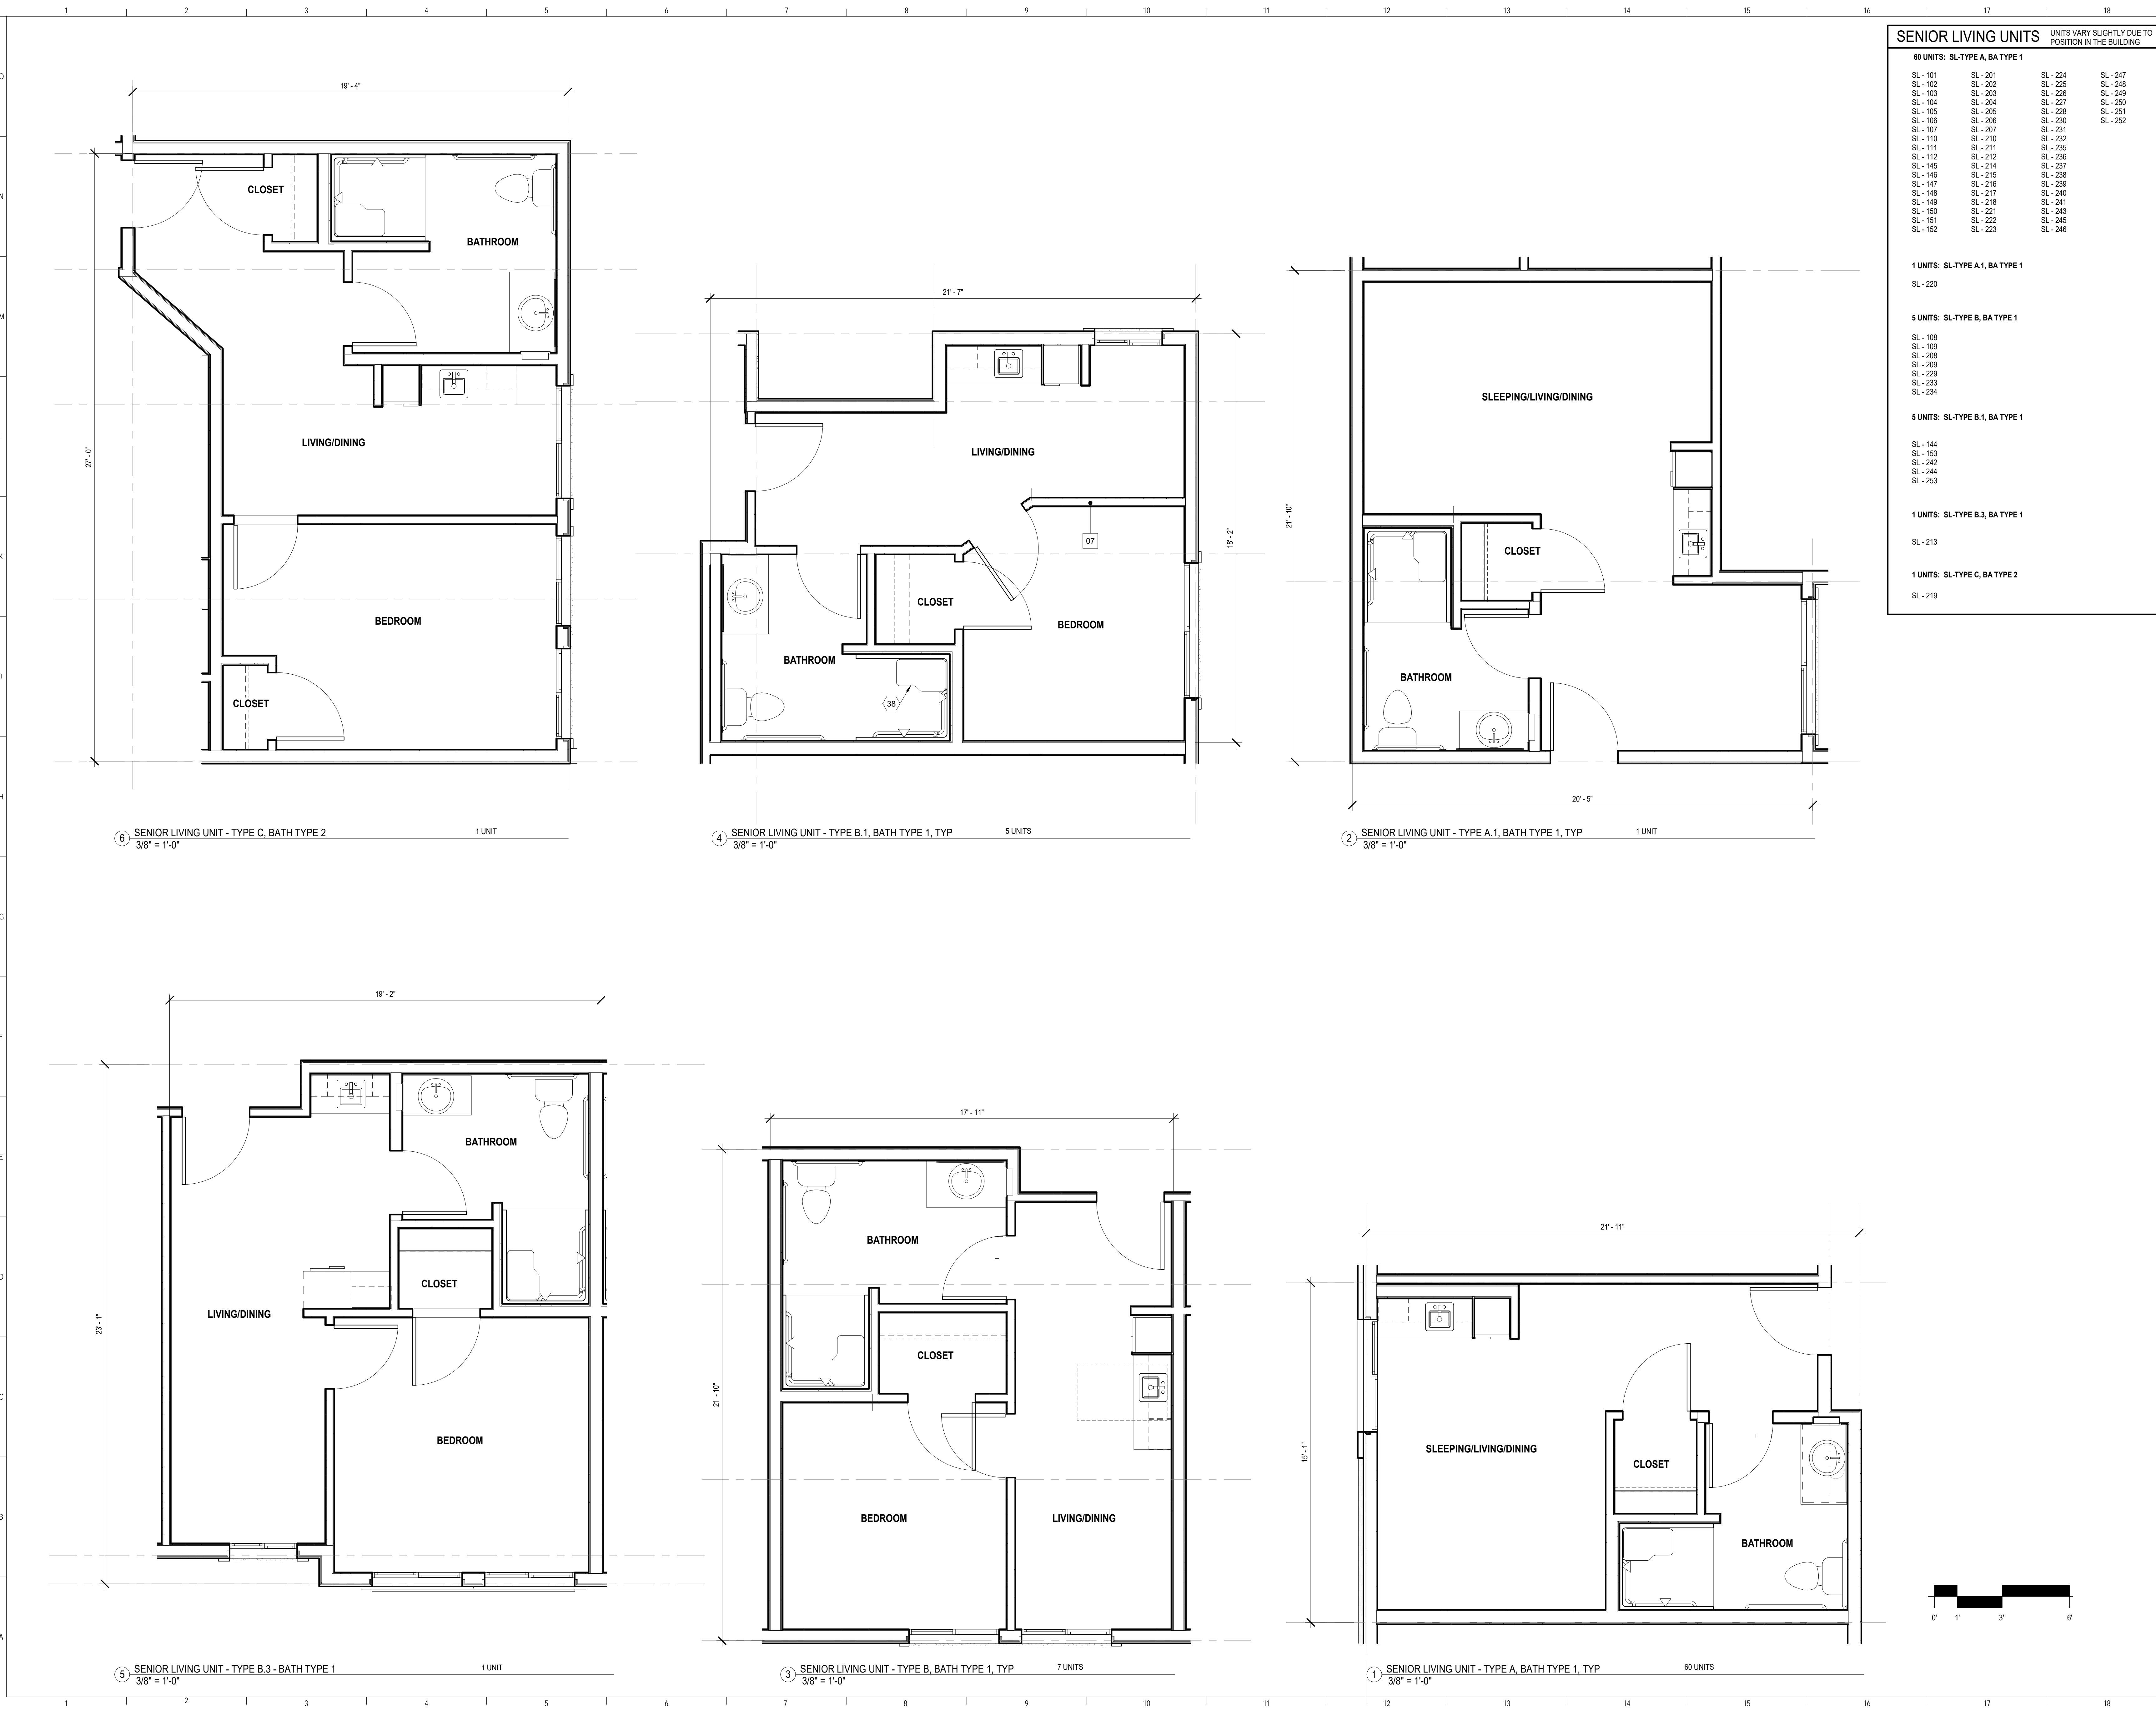 1 2 3 4 5 6 7 8 9 10 11 12 13 14 15 16 17 18
SENIOR LIVING UNITS UNITS VARY SLIGHTLY DUE TO
POSITION IN THE BUILDING
60 UNITS: SL-TYPE A, BA TYPE 1
SL - 101 SL - 201 SL - 224 SL - 247
SL - 102 SL - 202 SL - 225 SL - 248
SL - 103 SL - 203 SL - 226 SL - 249
SL - 104 SL - 204 SL - 227 SL - 250
SL - 105 SL - 205 SL - 228 SL - 251
SL - 106 SL - 206 SL - 230 SL - 252
SL - 107 SL - 207 SL - 231
SL - 110 SL - 210 SL - 232
SL - 111 SL - 211 SL - 235
SL - 112 SL - 212 SL - 236
SL - 145 SL - 214 SL - 237
SL - 146 SL - 215 SL - 238
SL - 147 SL - 216 SL - 239
SL - 148 SL - 217 SL - 240
SL - 149 SL - 218 SL - 241
SL - 150 SL - 221 SL - 243
SL - 151 SL - 222 SL - 245
SL - 152 SL - 223 SL - 246
1 UNITS: SL-TYPE A.1, BA TYPE 1
SL - 220
5 UNITS: SL-TYPE B, BA TYPE 1
SL - 108
SL - 109
SL - 208
SL - 209
SL - 229
SL - 233
SL - 234
5 UNITS: SL-TYPE B.1, BA TYPE 1
SL - 144
SL - 153
SL - 242
SL - 244
SL - 253
1 UNITS: SL-TYPE B.3, BA TYPE 1
SL - 213
1 UNITS: SL-TYPE C, BA TYPE 2
SL - 219
19' - 4"
27' - 0"
CLOSET
BATHROOM
LIVING/DINING
BEDROOM
CLOSET
6 SENIOR LIVING UNIT - TYPE C, BATH TYPE 2 1 UNIT
3/8" = 1'-0"
21' - 7"
18' - 2"
LIVING/DINING
07
CLOSET
BEDROOM
BATHROOM
38
4 SENIOR LIVING UNIT - TYPE B.1, BATH TYPE 1, TYP 5 UNITS
3/8" = 1'-0"
21' - 10"
SLEEPING/LIVING/DINING
CLOSET
BATHROOM
20' - 5"
2 SENIOR LIVING UNIT - TYPE A.1, BATH TYPE 1, TYP 1 UNIT
3/8" = 1'-0"
19' - 2"
23' - 1"
BATHROOM
CLOSET
LIVING/DINING
BEDROOM
5 SENIOR LIVING UNIT - TYPE B.3 - BATH TYPE 1 1 UNIT
3/8" = 1'-0"
17' - 11"
21' - 10"
BATHROOM
CLOSET
BEDROOM
LIVING/DINING
3 SENIOR LIVING UNIT - TYPE B, BATH TYPE 1, TYP 7 UNITS
3/8" = 1'-0"
21' - 11"
15' - 1"
SLEEPING/LIVING/DINING
CLOSET
BATHROOM
1 SENIOR LIVING UNIT - TYPE A, BATH TYPE 1, TYP 60 UNITS
3/8" = 1'-0"
0' 1' 3' 6'
1 2 3 4 5 6 7 8 9 10 11 12 13 14 15 16 17 18